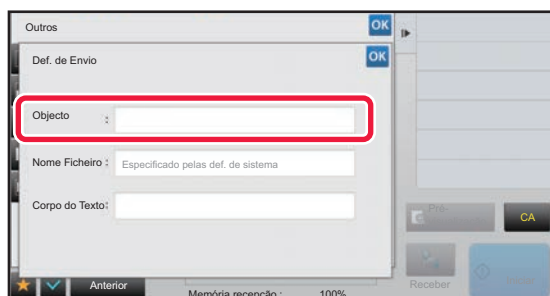 Outros
OK
Def. de Envio
OK
Objecto :
Nome Ficheiro : Especificado pelas def. de sistema
Corpo do Texto:
CA
Anterior
Memória recepção : 100%
Receber